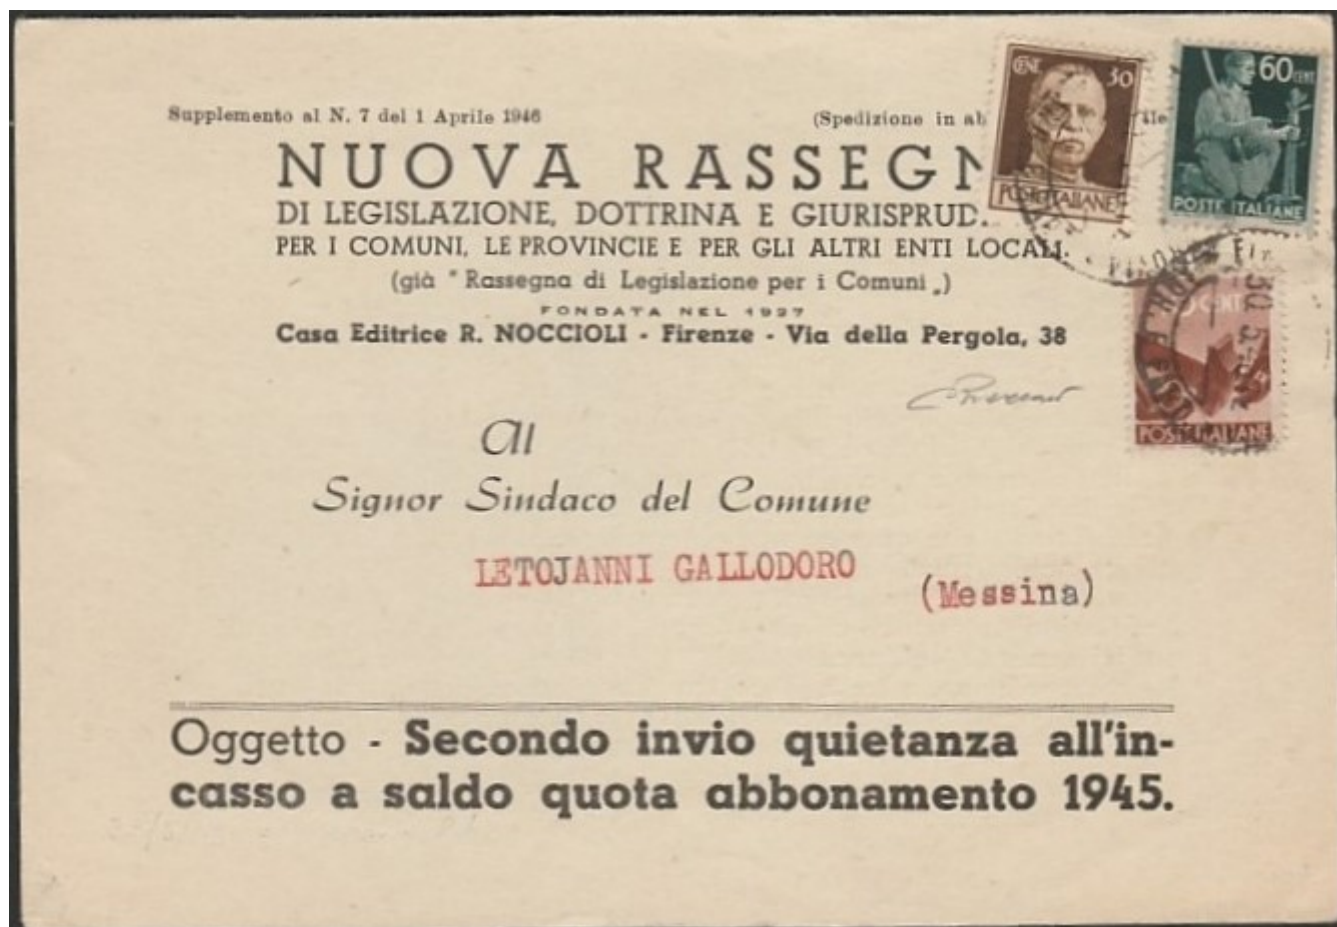 Supplemento al N. 7 del 1 Aprile 1946
(Spedizione in ab
NUOVA RASSEGN
DI LEGISLAZIONE, DOTTRINA E GIURISPRUD.
PER I COMUNI, LE PROVINCIE E PER GLI ALTRI ENTI LOCALI.
(già " Rassegna di Legislazione per i Comuni „)
FONDATA NEL 1927
Casa Editrice R. NOCCIOLI - Firenze - Via della Pergola, 38
CENT 30
POSTE ITALIANE
60 CENT
POSTE ITALIANE
CENT
POSTE ITALIANE
Al
Signor Sindaco del Comune
LETOJANNI GALLODORO
(Messina)
Oggetto - Secondo invio quietanza all'in-
casso a saldo quota abbonamento 1945.